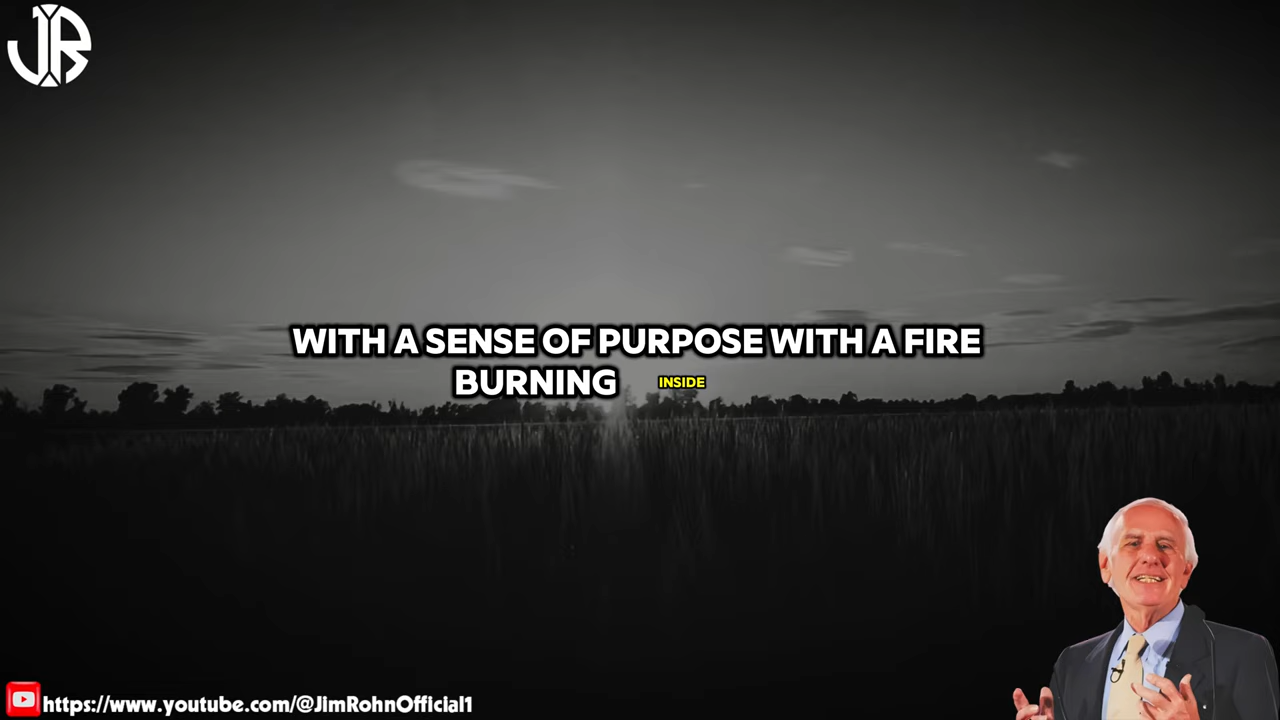 JR
WITH A SENSE OF PURPOSE WITH A FIRE
BURNING INSIDE
https://www.youtube.com/@JimRohnOfficial1